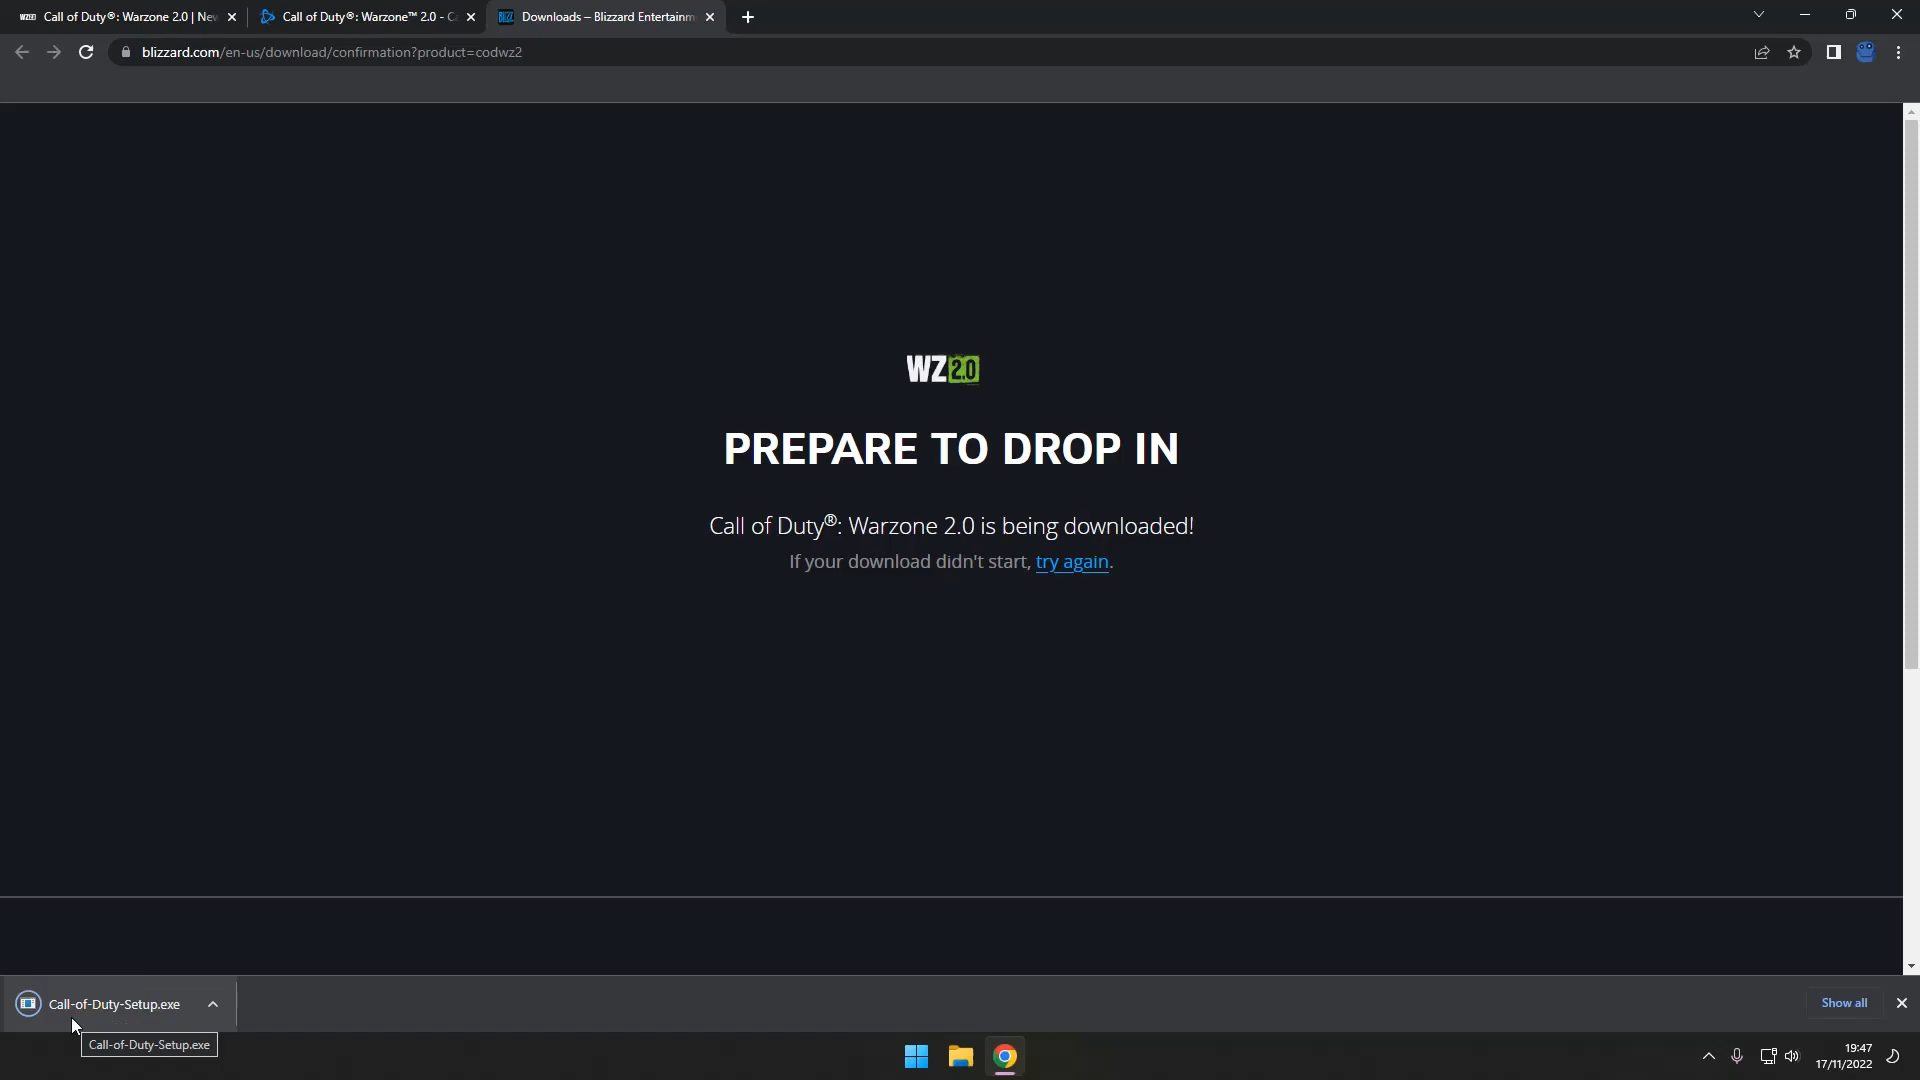 WZ2 Call of Duty®: Warzone 2.0 | Nev
Call of Duty®: Warzone™ 2.0 - C
BLIZZ Downloads – Blizzard Entertainm
blizzard.com/en-us/download/confirmation?product=codwz2
WZ 2.0
PREPARE TO DROP IN
Call of Duty®: Warzone 2.0 is being downloaded!
If your download didn't start, try again.
Call-of-Duty-Setup.exe
Show all
Call-of-Duty-Setup.exe
19:47
17/11/2022